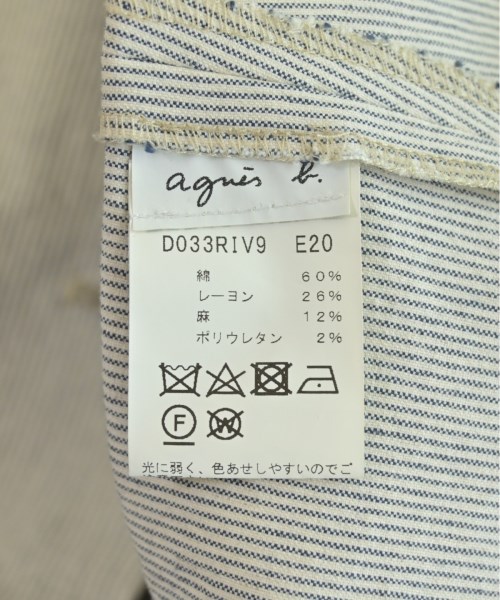 agnès b.
D033RIV9 E20
綿 60%
レーヨン 26%
麻 12%
ポリウレタン 2%
F W
光に弱く、色あせしやすいのでご